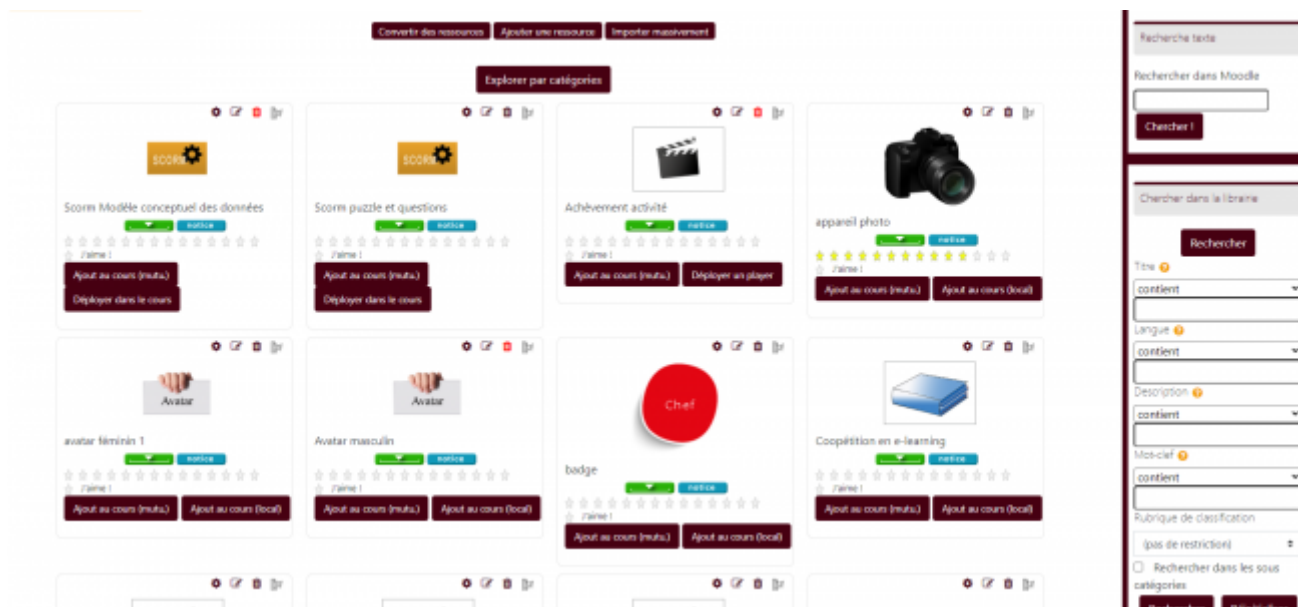 Convertir des ressources Ajouter une ressource Importer massivement
Explorer par catégories
SCORM
Scorm Modèle conceptuel des données
notice
J'aime !
Ajout au cours (mutu.)
Déployer dans le cours
SCORM
Scorm puzzle et questions
notice
J'aime !
Ajout au cours (mutu.)
Déployer dans le cours
Achèvement activité
notice
J'aime !
Ajout au cours (mutu.) Déployer un player
appareil photo
notice
J'aime !
Ajout au cours (mutu.) Ajout au cours (local)
Avatar
avatar féminin 1
notice
J'aime !
Ajout au cours (mutu.) Ajout au cours (local)
Avatar
Avatar masculin
notice
J'aime !
Ajout au cours (mutu.) Ajout au cours (local)
Chef
badge
notice
J'aime !
Ajout au cours (mutu.) Ajout au cours (local)
Coopétition en e-learning
notice
J'aime !
Ajout au cours (mutu.) Ajout au cours (local)
Recherche texte
Rechercher dans Moodle
Chercher !
Chercher dans la librairie
Rechercher
Titre
contient
Langue
contient
Description
contient
Mot-clef
contient
Rubrique de classification
(pas de restriction)
Rechercher dans les sous
catégories